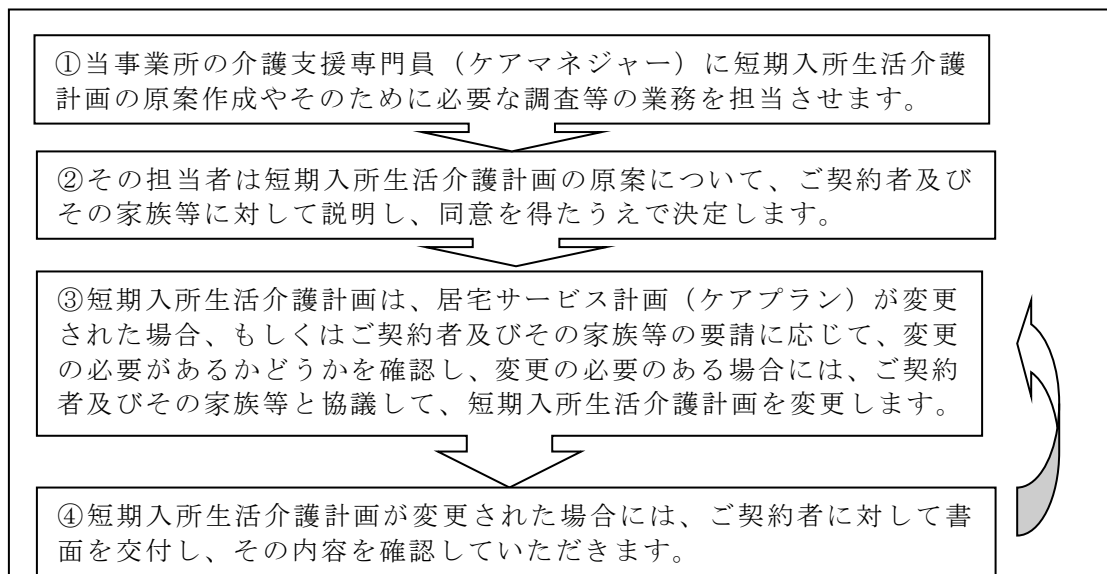 ①当事業所の介護支援専門員（ケアマネジャー）に短期入所生活介護
計画の原案作成やそのために必要な調査等の業務を担当させます。
②その担当者は短期入所生活介護計画の原案について、ご契約者及び
その家族等に対して説明し、同意を得たうえで決定します。
③短期入所生活介護計画は、居宅サービス計画（ケアプラン）が変更
された場合、もしくはご契約者及びその家族等の要請に応じて、変更
の必要があるかどうかを確認し、変更の必要のある場合には、ご契約
者及びその家族等と協議して、短期入所生活介護計画を変更します。
④短期入所生活介護計画が変更された場合には、ご契約者に対して書
面を交付し、その内容を確認していただきます。